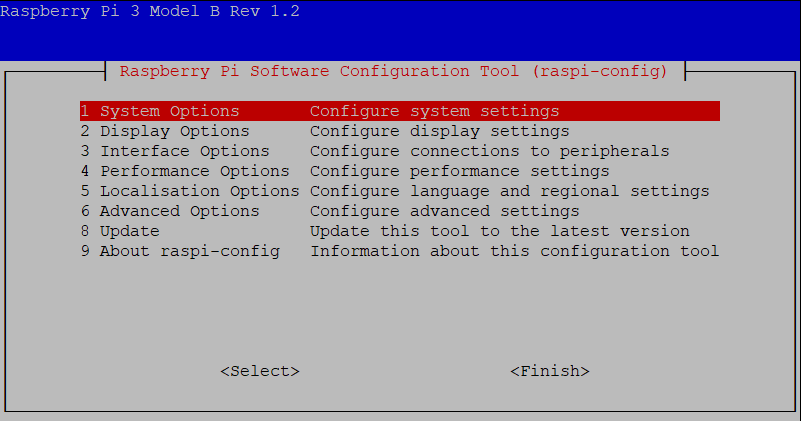 Raspberry Pi 3 Model B Rev 1.2
Raspberry Pi Software Configuration Tool (raspi-config)
1 System Options Configure system settings
2 Display Options Configure display settings
3 Interface Options Configure connections to peripherals
4 Performance Options Configure performance settings
5 Localisation Options Configure language and regional settings
6 Advanced Options Configure advanced settings
8 Update Update this tool to the latest version
9 About raspi-config Information about this configuration tool
<Select> <Finish>